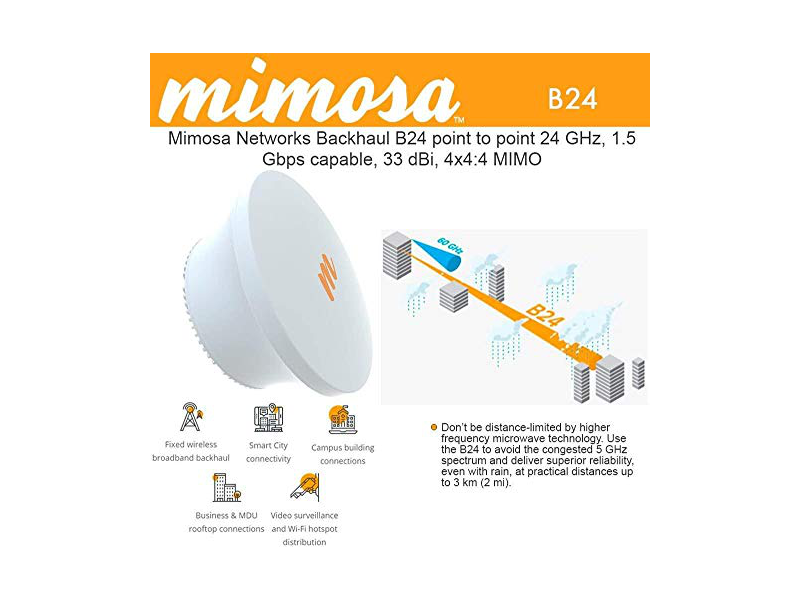 mimosa™
B24
Mimosa Networks Backhaul B24 point to point 24 GHz, 1.5
Gbps capable, 33 dBi, 4x4:4 MIMO
60 GHz
B24
Fixed wireless
broadband backhaul
Smart City
connectivity
Campus building
connections
Business & MDU
rooftop connections
Video surveillance
and Wi-Fi hotspot
distribution
Don't be distance-limited by higher
frequency microwave technology. Use
the B24 to avoid the congested 5 GHz
spectrum and deliver superior reliability,
even with rain, at practical distances up
to 3 km (2 mi).